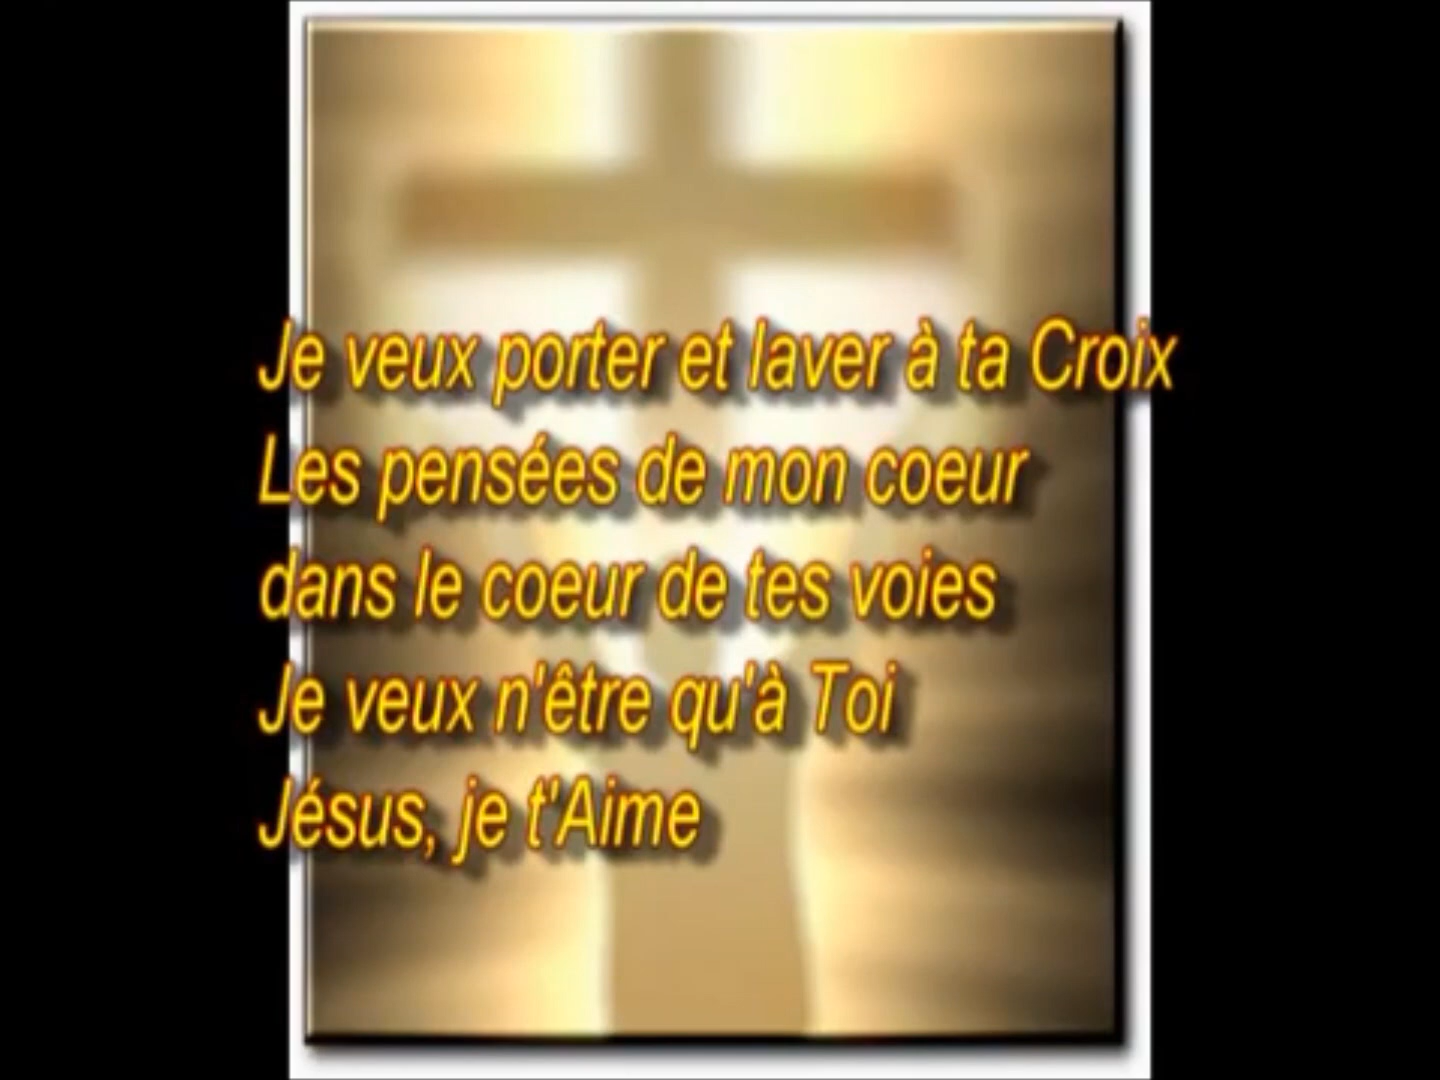 Je veux porter et laver à ta Croix
Les pensées de mon coeur
dans le coeur de tes voies
Je veux n'être qu'à Toi
Jésus, je t'Aime